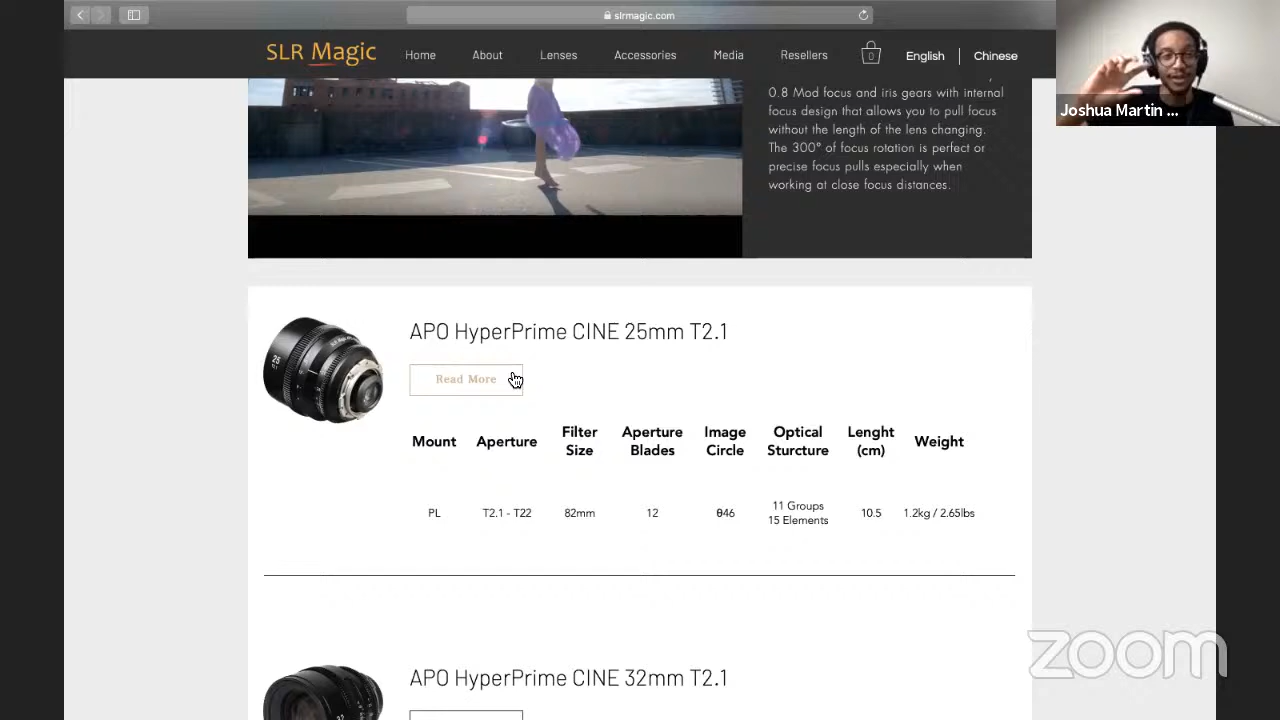 slrmagic.com
SLR Magic
Home
About
Lenses
Accessories
Media
Resellers
0
English
Chinese
Joshua Martin ...
0.8 Mod focus and iris gears with internal
focus design that allows you to pull focus
without the length of the lens changing.
The 300° of focus rotation is perfect or
precise focus pulls especially when
working at close focus distances.
APO HyperPrime CINE 25mm T2.1
Read More
Mount
Aperture
Filter
Size
Aperture
Blades
Image
Circle
Optical
Sturcture
Lenght
(cm)
Weight
PL
T2.1 - T22
82mm
12
θ46
11 Groups
15 Elements
10.5
1.2kg / 2.65lbs
25
APO HyperPrime CINE 32mm T2.1
zoom